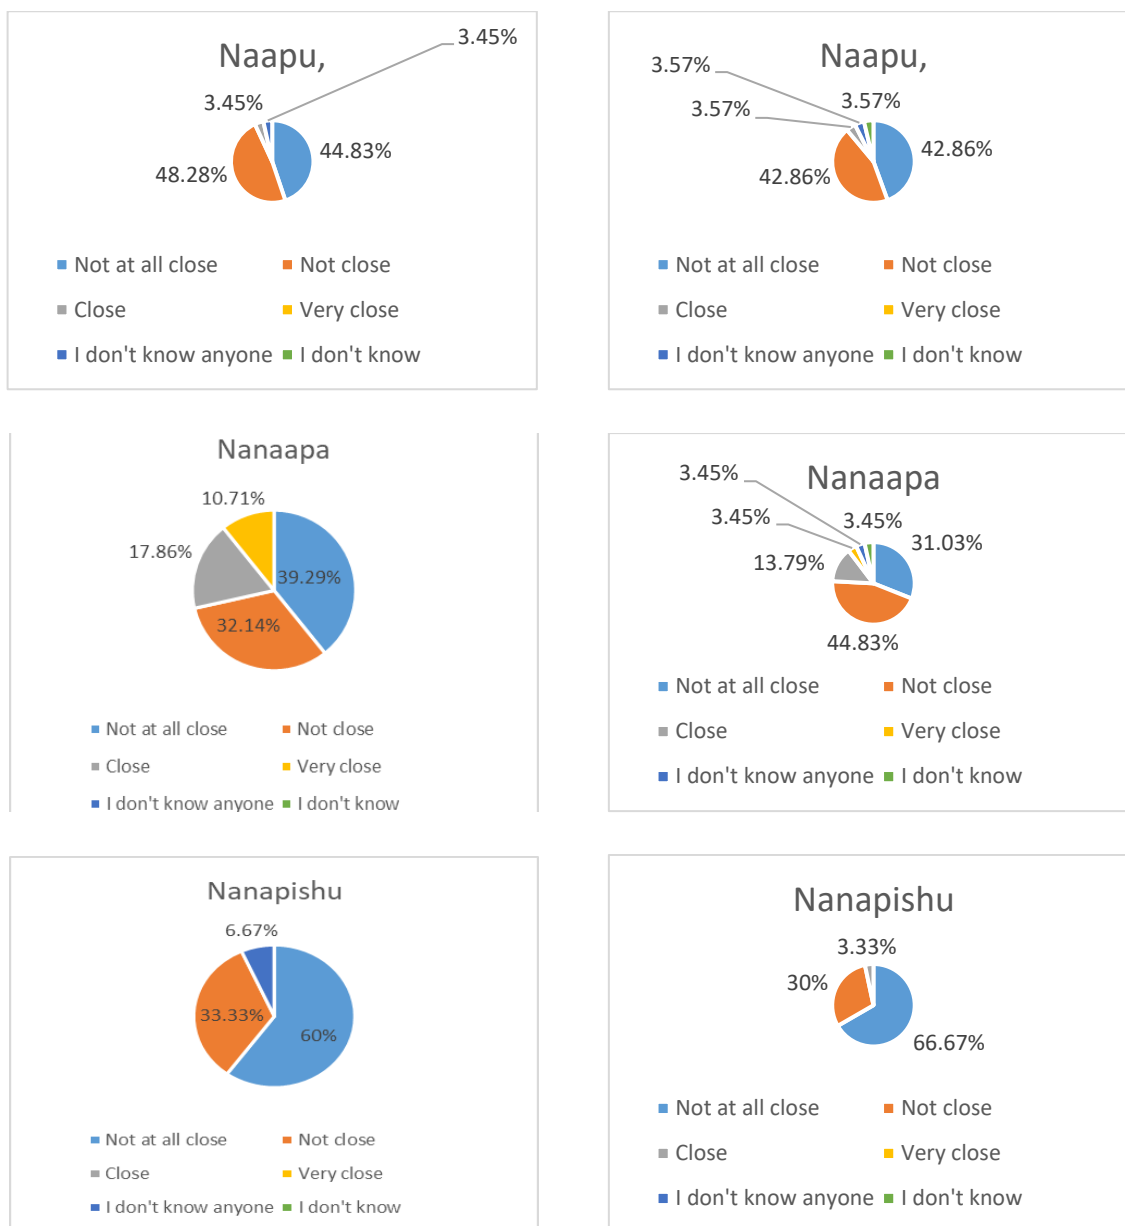 Naapu,
3.45%
3.45%
44.83%
48.28%
Not at all close
Not close
Close
Very close
I don't know anyone
I don't know
Naapu,
3.57%
3.57%
3.57%
42.86%
42.86%
Not at all close
Not close
Close
Very close
I don't know anyone
I don't know
Nanaapa
10.71%
17.86%
39.29%
32.14%
Not at all close
Not close
Close
Very close
I don't know anyone
I don't know
Nanaapa
3.45%
3.45%
3.45%
31.03%
13.79%
44.83%
Not at all close
Not close
Close
Very close
I don't know anyone
I don't know
Nanapishu
6.67%
33.33%
60%
Not at all close
Not close
Close
Very close
I don't know anyone
I don't know
Nanapishu
3.33%
30%
66.67%
Not at all close
Not close
Close
Very close
I don't know anyone
I don't know